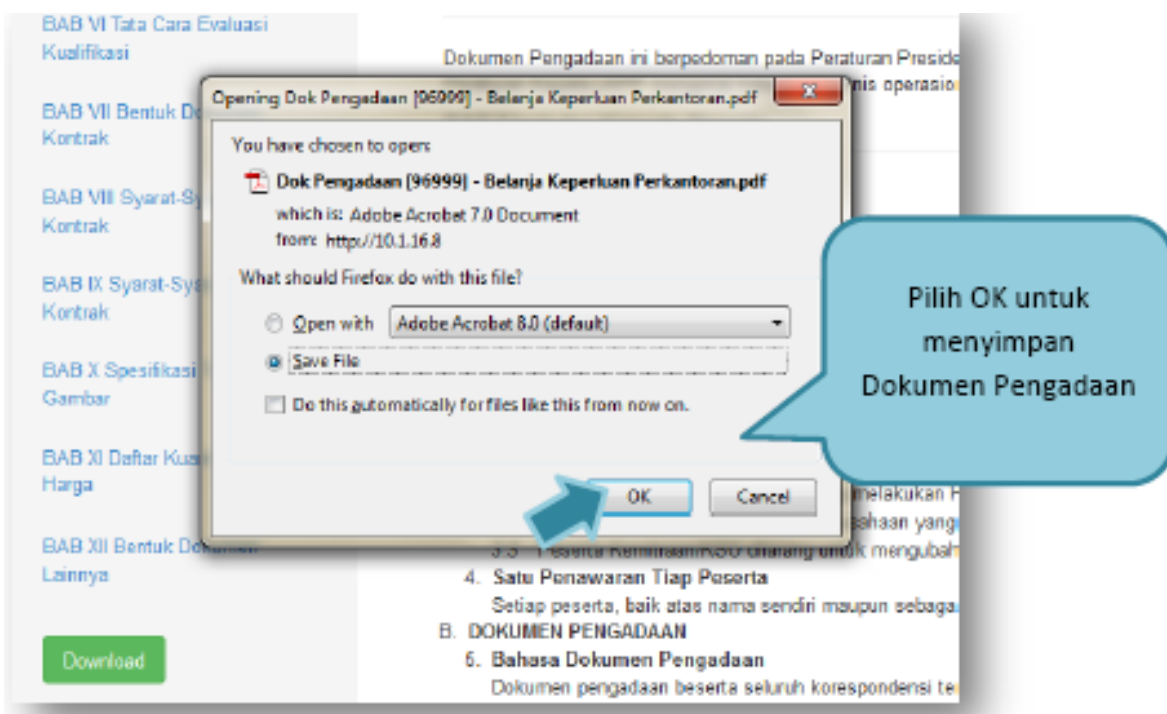 BAB VI Tata Cara Evaluasi
Kualifikasi
BAB VII Bentuk
Kontrak
BAB VIII
Kontrak
BAB IX
Kontrak
BAB X Spesifikasi
Gambar
BAB XI Daftar
Harga
BAB XII Bentuk
Lainnya
Download
Dokumen Pengadaan ini berpedoman pada Peraturan
Opening Dok Pengadaan [96999] - Belanja Keperluan Perkantoran.pdf
You have chosen to open:
Dok Pengadaan [96999] - Belanja Keperluan Perkantoran.pdf
which is: Adobe Acrobat 7.0 Document
from: http://10.1.16.8
What should Firefox do with this file?
Open with Adobe Acrobat 8.0 (default)
Save File
Do this automatically for files like this from now on.
OK Cancel
Pilih OK untuk
menyimpan
Dokumen Pengadaan
melakukan
yang
untuk
4. Satu Penawaran Tiap Peserta
Setiap peserta, baik atas nama sendiri maupun
B. DOKUMEN PENGADAAN
5. Bahasa Dokumen Pengadaan
Dokumen pengadaan beserta seluruh korespondensi